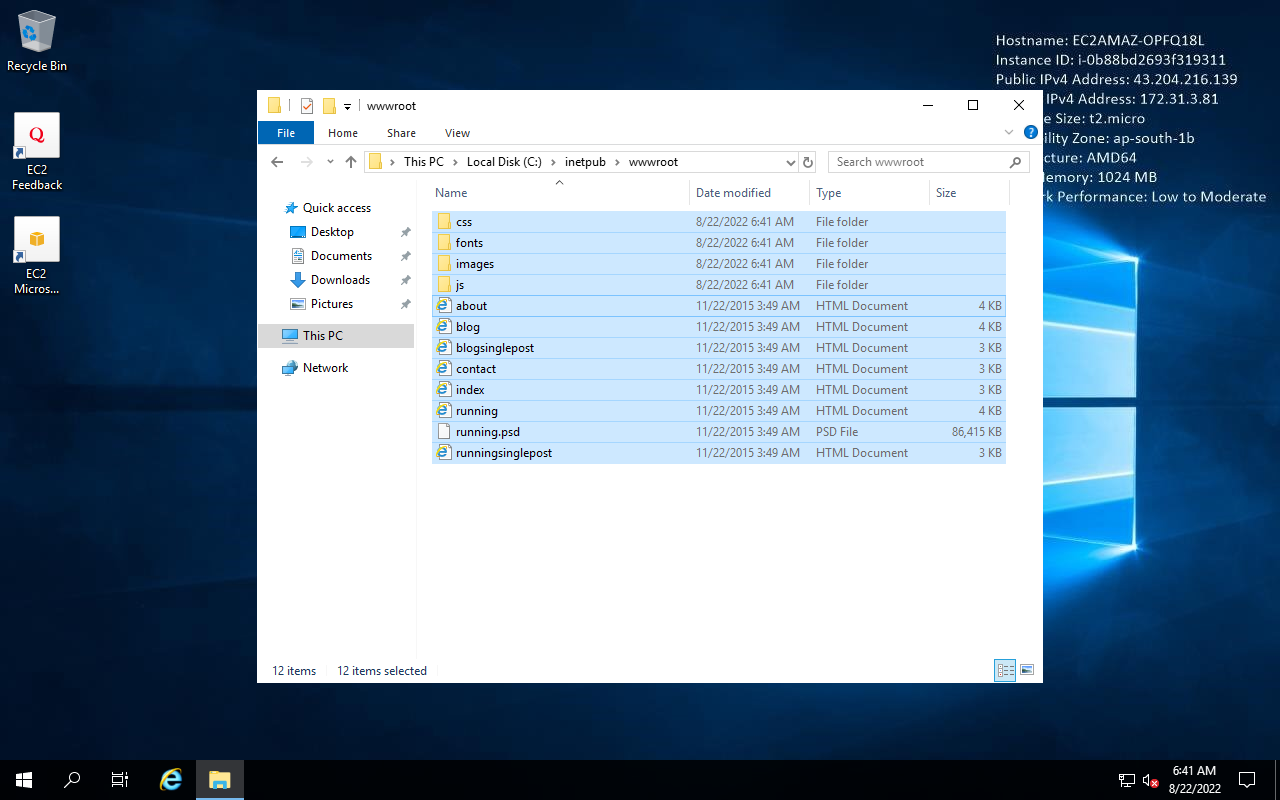 Recycle Bin
Q
EC2
Feedback
EC2
Micros...
Hostname: EC2AMAZ-OPFQ18L
Instance ID: i-0b88bd2693f319311
Public IPv4 Address: 43.204.216.139
IPv4 Address: 172.31.3.81
Size: t2.micro
Zone: ap-south-1b
AMD64
1024 MB
Performance: Low to Moderate
wwwroot
File Home Share View
This PC Local Disk (C:) inetpub wwwroot
Search wwwroot
Name Date modified Type Size
Quick access
Desktop
Documents
Downloads
Pictures
This PC
Network
css 8/22/2022 6:41 AM File folder
fonts 8/22/2022 6:41 AM File folder
images 8/22/2022 6:41 AM File folder
js 8/22/2022 6:41 AM File folder
about 11/22/2015 3:49 AM HTML Document 4 KB
blog 11/22/2015 3:49 AM HTML Document 4 KB
blogsinglepost 11/22/2015 3:49 AM HTML Document 3 KB
contact 11/22/2015 3:49 AM HTML Document 3 KB
index 11/22/2015 3:49 AM HTML Document 3 KB
running 11/22/2015 3:49 AM HTML Document 4 KB
running.psd 11/22/2015 3:49 AM PSD File 86,415 KB
runningsinglepost 11/22/2015 3:49 AM HTML Document 3 KB
12 items 12 items selected
6:41 AM
8/22/2022